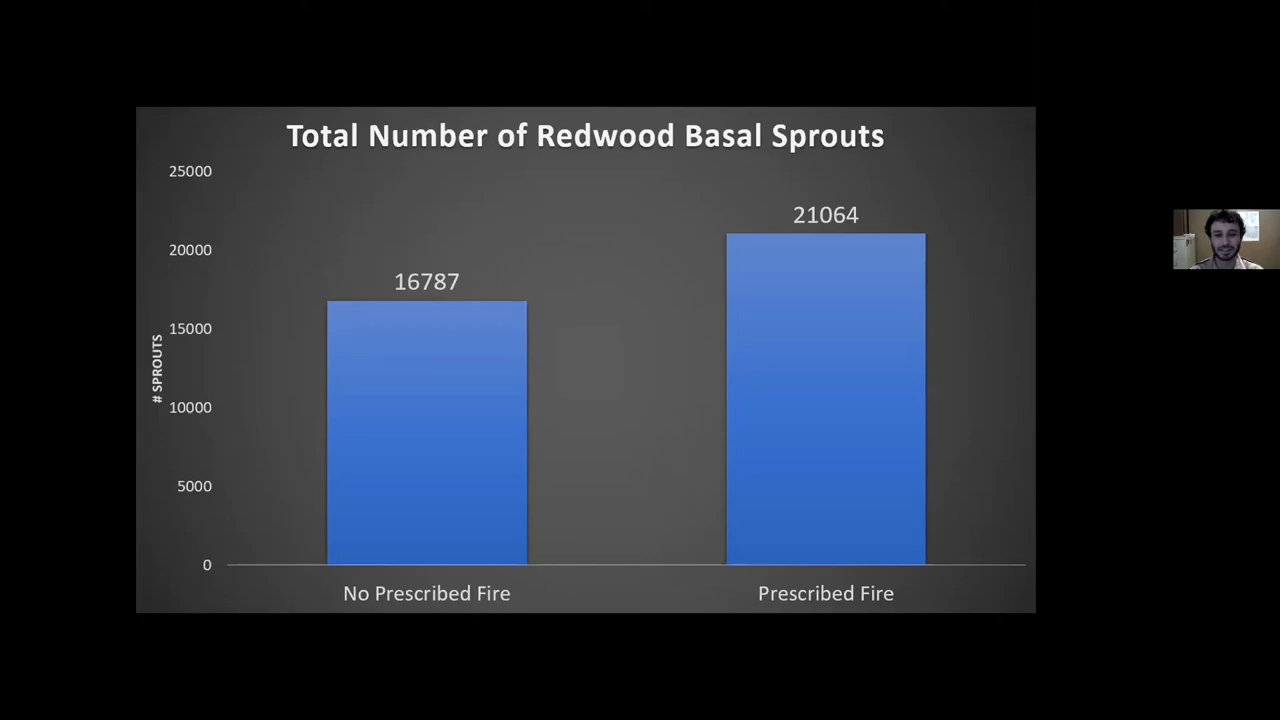 Total Number of Redwood Basal Sprouts
25000
20000
15000
10000
5000
0
# SPROUTS
16787
21064
No Prescribed Fire
Prescribed Fire